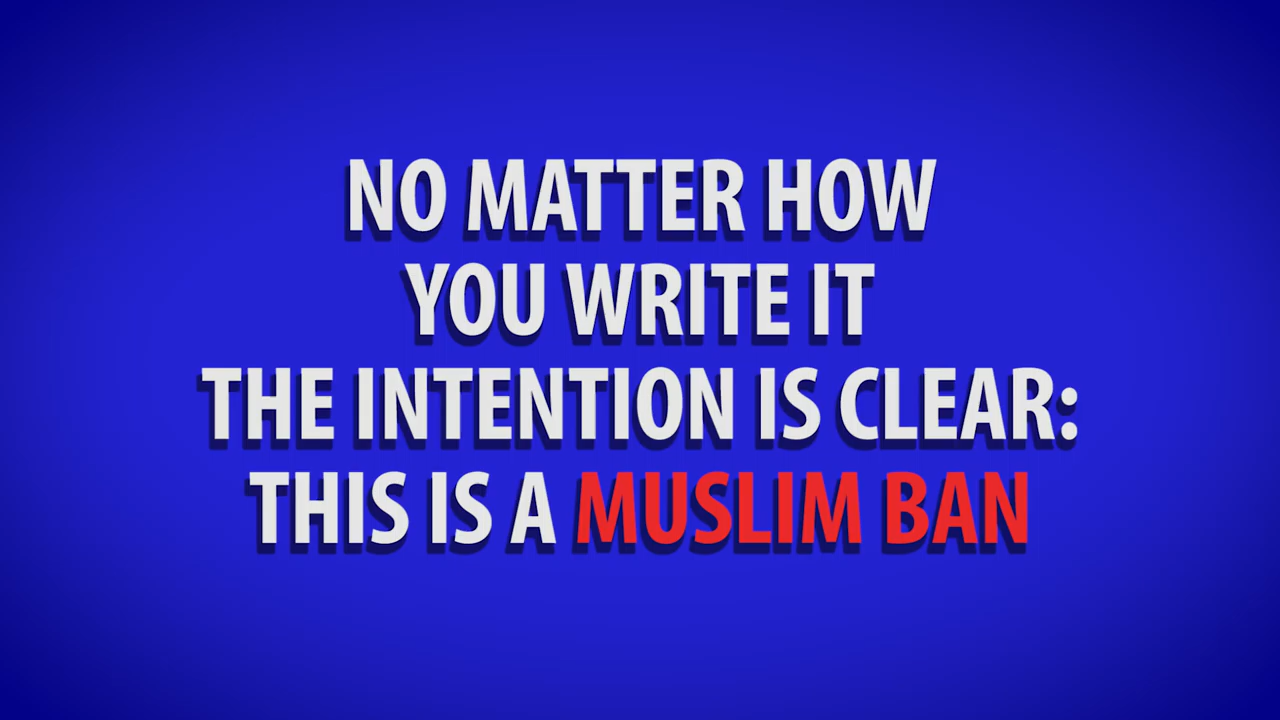 NO MATTER HOW
YOU WRITE IT
THE INTENTION IS CLEAR:
THIS IS A MUSLIM BAN